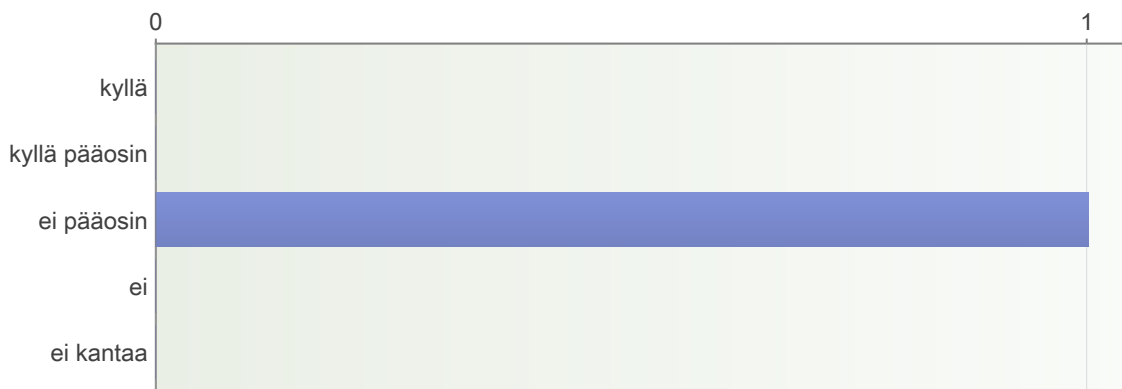 0 1
kyllä
kyllä pääosin
ei pääosin
ei
ei kantaa